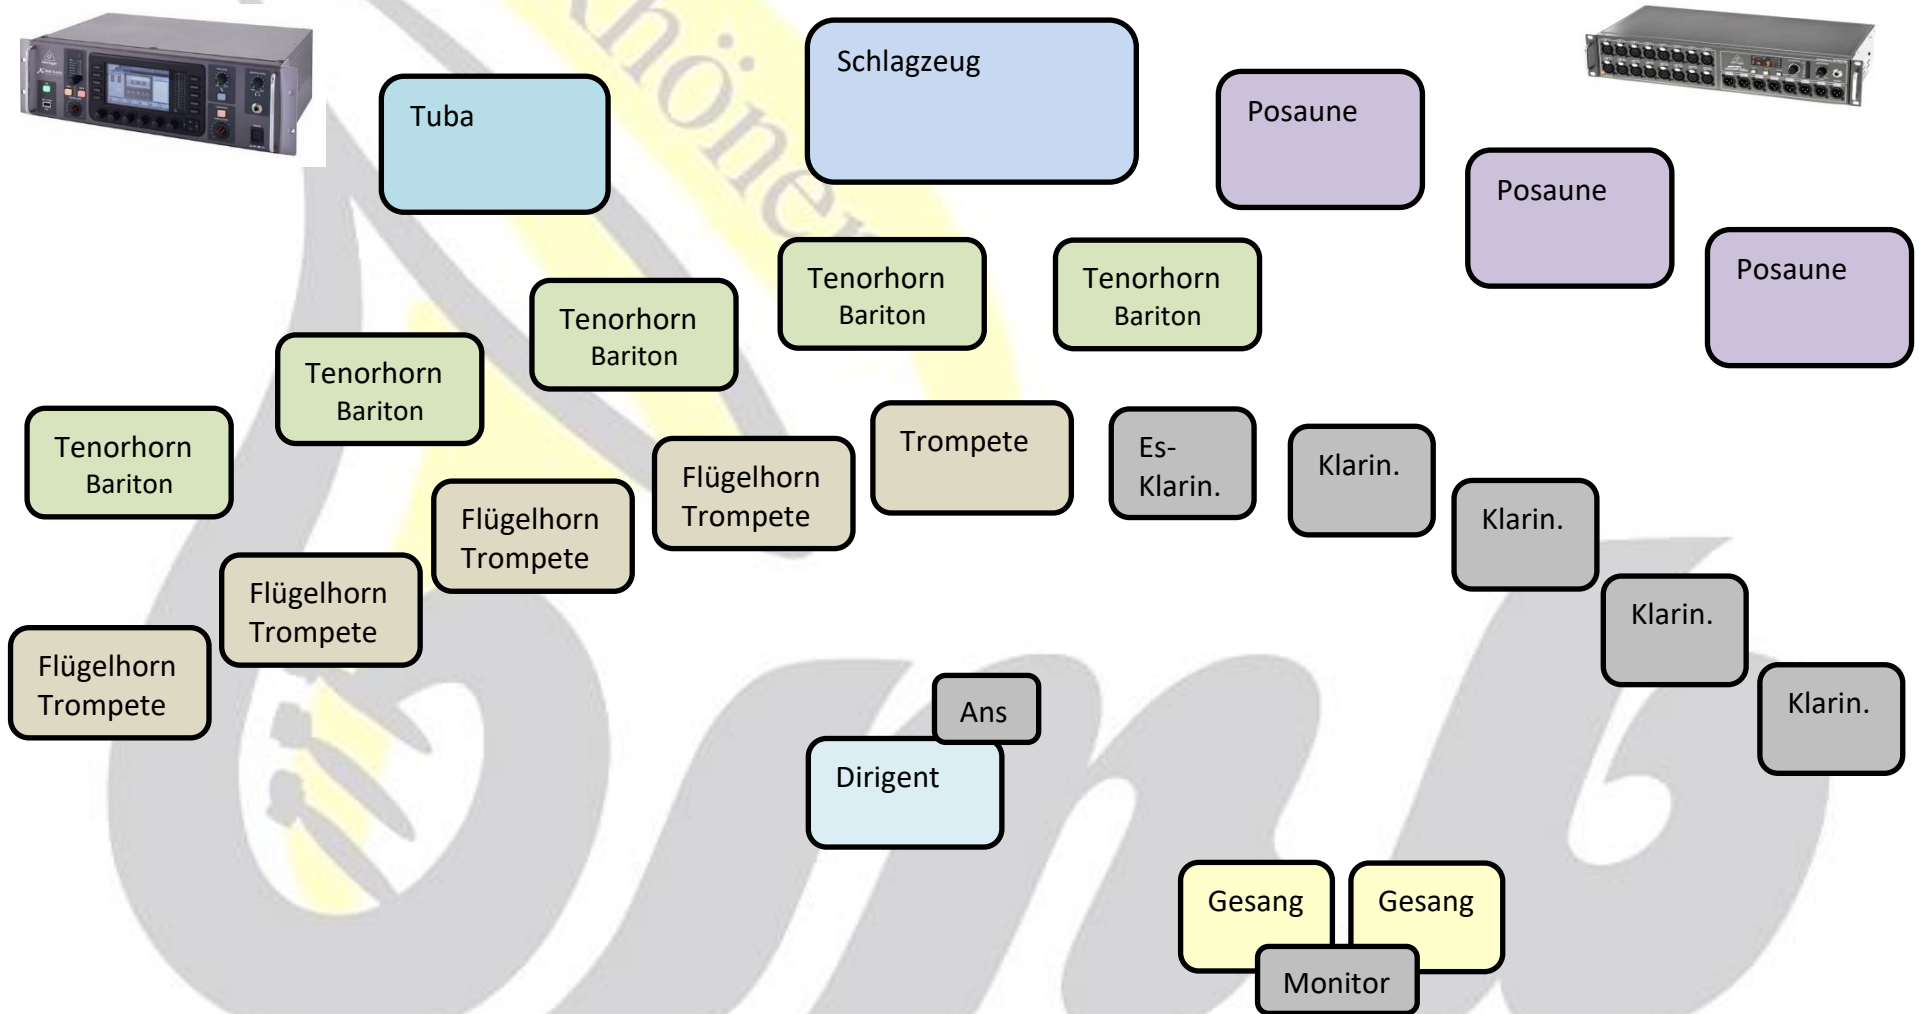 Schlagzeug
Tuba
Posaune
Posaune
Posaune
Tenorhorn
Bariton
Tenorhorn
Bariton
Tenorhorn
Bariton
Tenorhorn
Bariton
Tenorhorn
Bariton
Trompete
Es-
Klarin.
Klarin.
Klarin.
Klarin.
Klarin.
Flügelhorn
Trompete
Flügelhorn
Trompete
Flügelhorn
Trompete
Flügelhorn
Trompete
Ans
Dirigent
Gesang
Gesang
Monitor
Rhöner